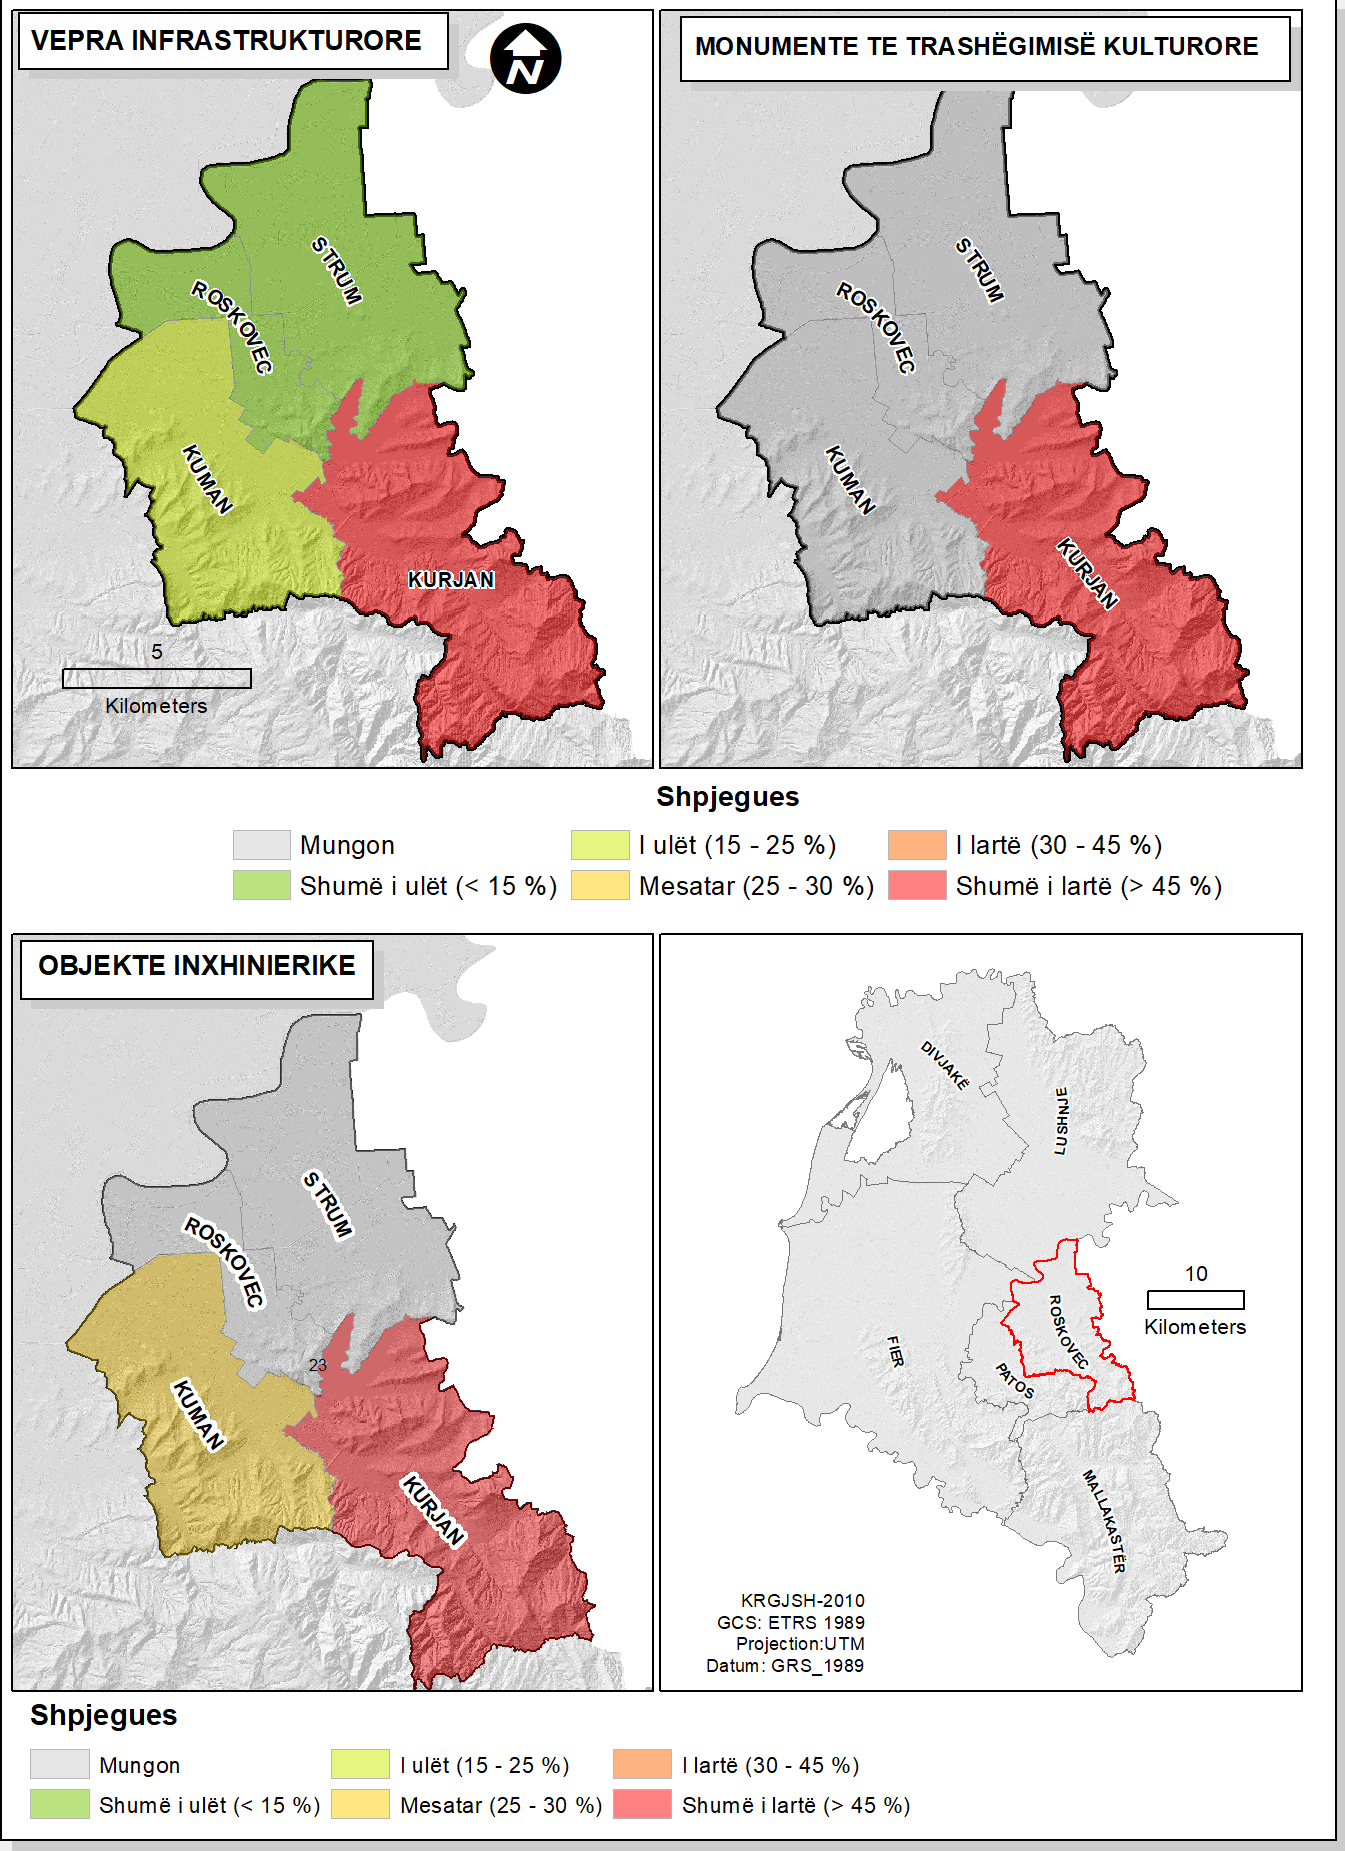 VEPRA INFRASTRUKTURORE
N
MONUMENTE TE TRASHËGIMISË KULTURORE
STRUM
ROSKOVEC
KUMAN
KURJAN
5
Kilometers
STRUM
ROSKOVEC
KUMAN
KURJAN
Shpjegues
Mungon
I ulët (15 - 25 %)
I lartë (30 - 45 %)
Shumë i ulët (< 15 %)
Mesatar (25 - 30 %)
Shumë i lartë (> 45 %)
OBJEKTE INXHINIERIKE
STRUM
ROSKOVEC
23
KUMAN
KURJAN
DIVJAKË
LUSHNJE
10
Kilometers
ROSKOVEC
FIER
PATOS
MALLAKASTËR
KRGJSH-2010
GCS: ETRS 1989
Projection:UTM
Datum: GRS_1989
Shpjegues
Mungon
I ulët (15 - 25 %)
I lartë (30 - 45 %)
Shumë i ulët (< 15 %)
Mesatar (25 - 30 %)
Shumë i lartë (> 45 %)